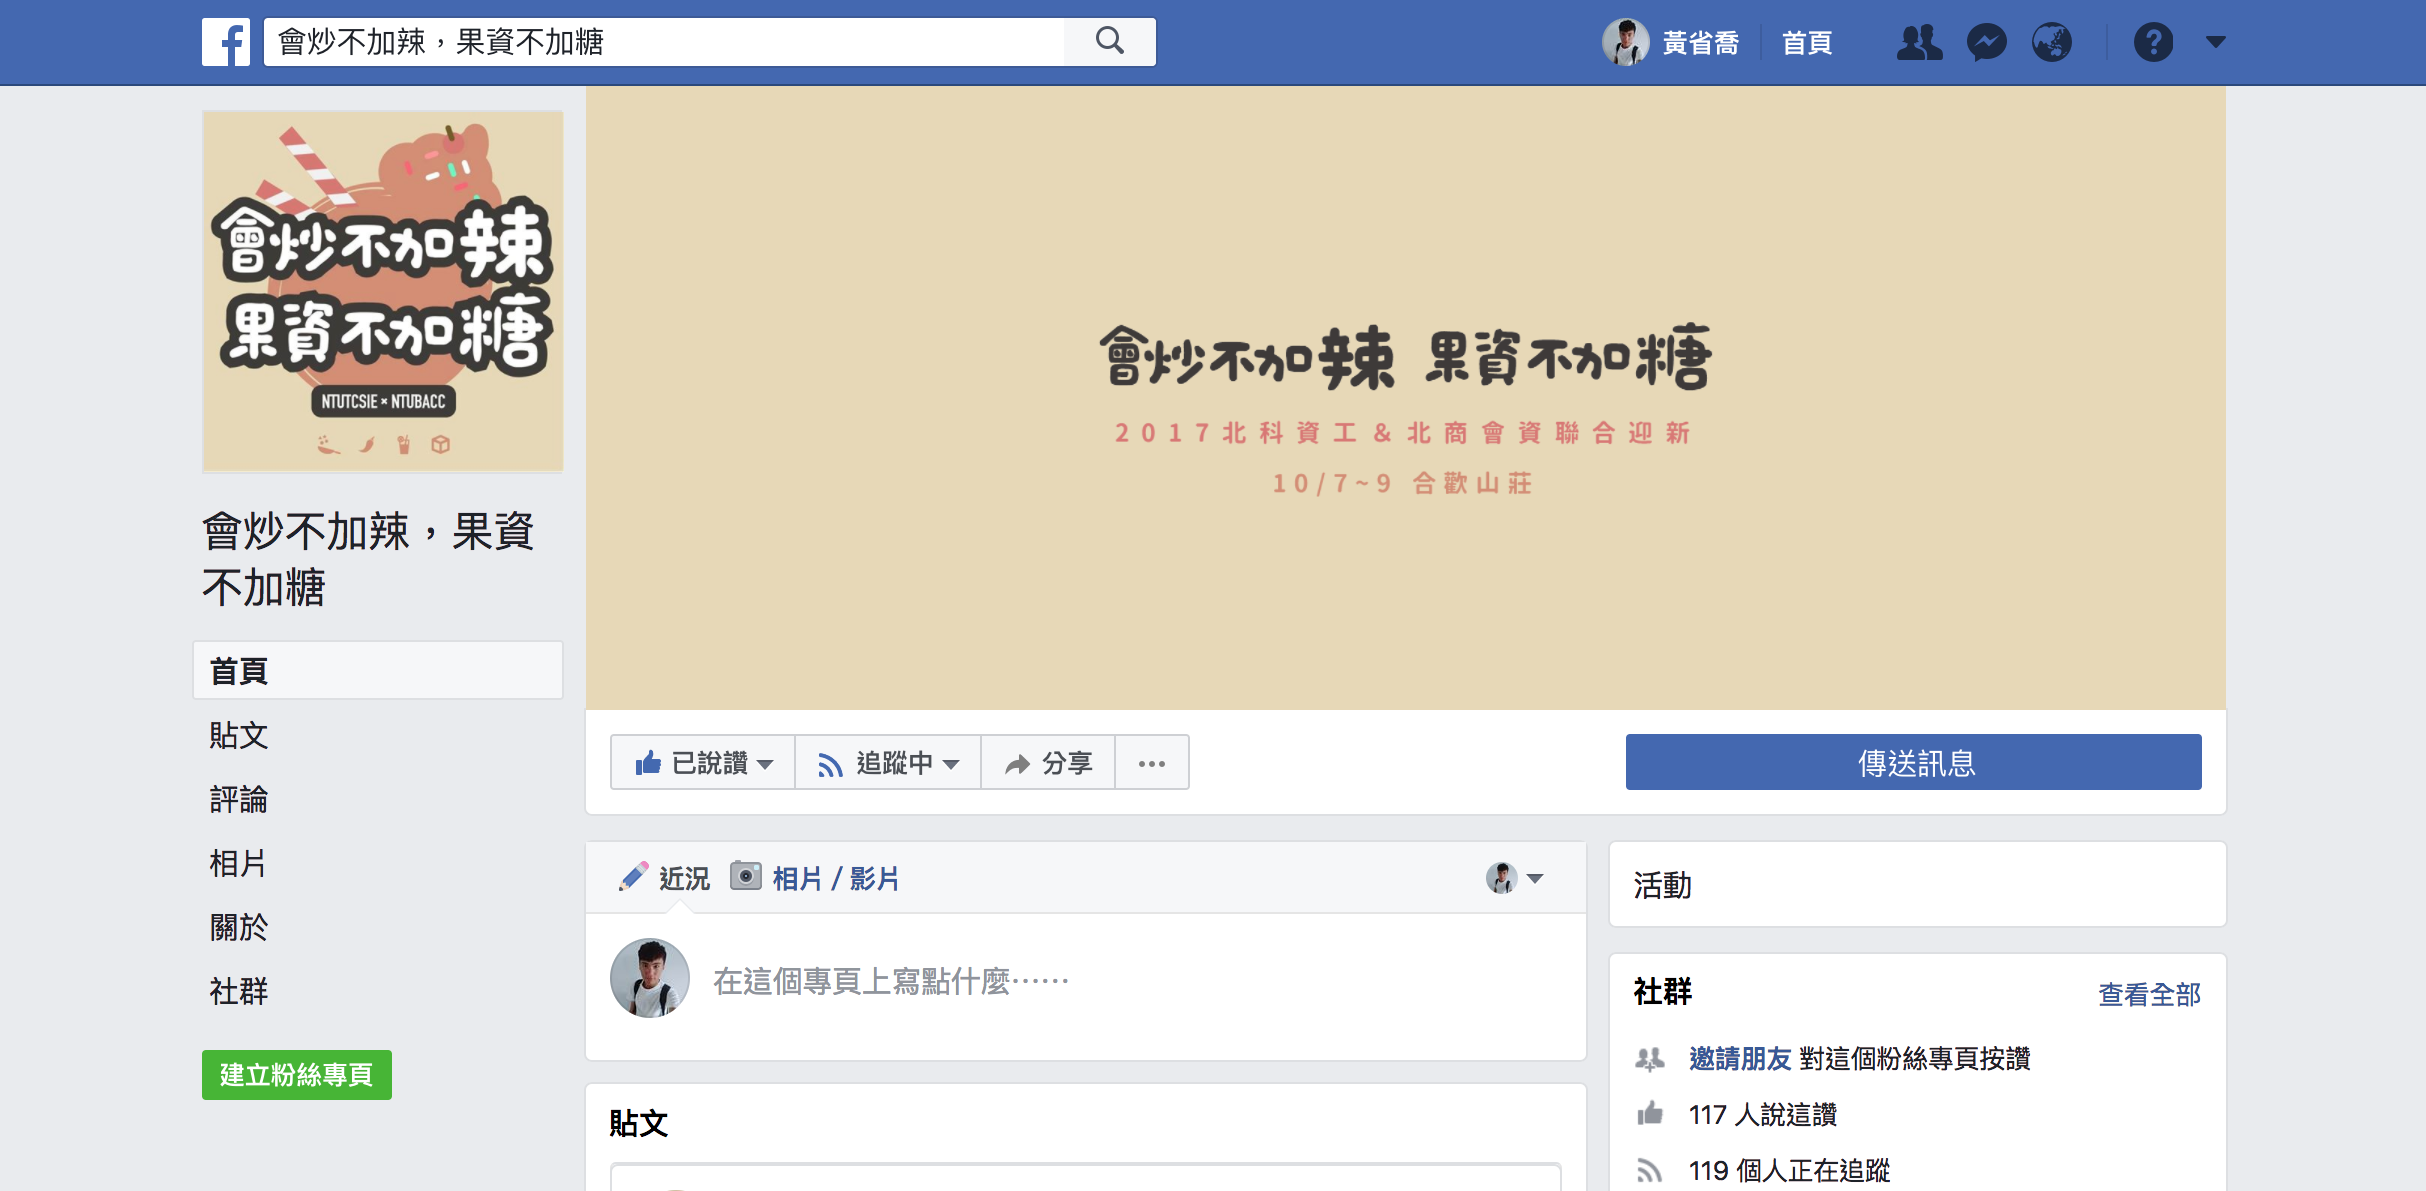 會炒不加辣，果資不加糖
黃省喬
首頁
會炒不加辣
果資不加糖
NTUTCSIE × NTUBACC
會炒不加辣，果資
不加糖
首頁
貼文
評論
相片
關於
社群
建立粉絲專頁
會炒不加辣 果資不加糖
2017北科資工&北商會資聯合迎新
10/7~9 合歡山莊
已說讚
追蹤中
分享
傳送訊息
近況
相片 / 影片
在這個專頁上寫點什麼⋯⋯
貼文
活動
社群
查看全部
邀請朋友 對這個粉絲專頁按讚
117 人說這讚
119 個人正在追蹤